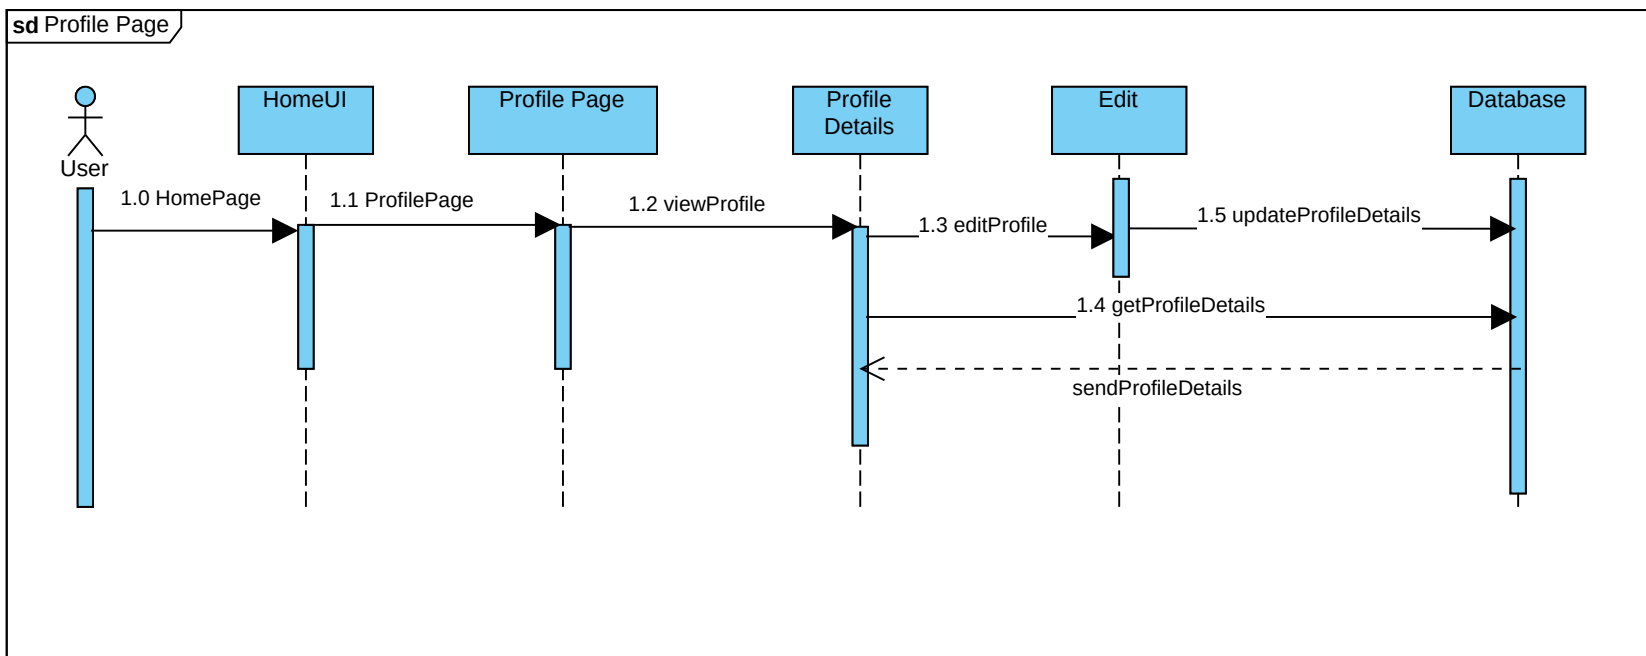 sd Profile Page
User
HomeUI
Profile Page
Profile
Details
Edit
Database
1.0 HomePage
1.1 ProfilePage
1.2 viewProfile
1.3 editProfile
1.5 updateProfileDetails
1.4 getProfileDetails
sendProfileDetails